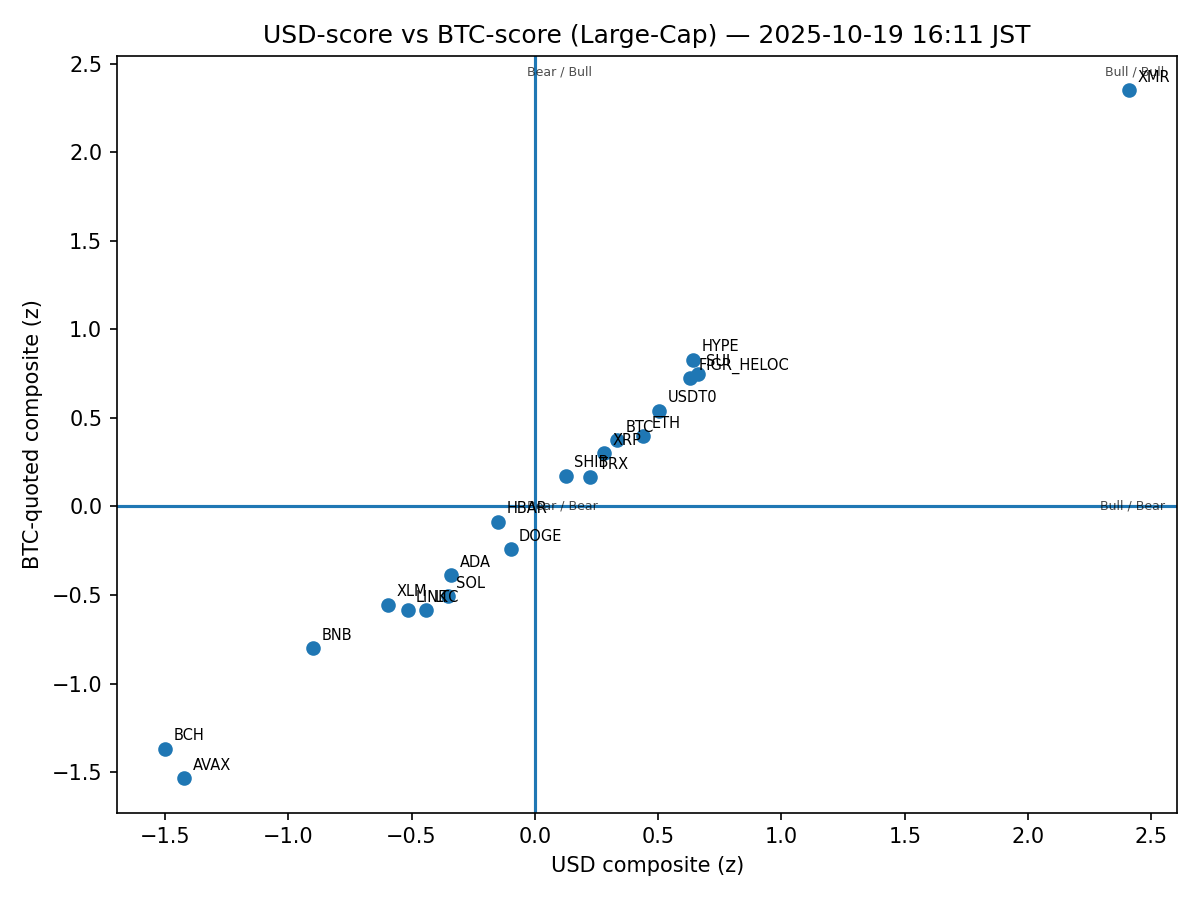 USD-score vs BTC-score (Large-Cap) — 2025-10-19 16:11 JST
Bear / Bull
Bull / Bull
XMR
HYPE
SUI
FIGR_HELOC
USDT0
BTC
ETH
XRP
SHIB
TRX
HBAR
Bear / Bear
Bull / Bear
DOGE
ADA
SOL
XLM
LINK
LTC
BNB
BCH
AVAX
2.5
2.0
1.5
1.0
0.5
0.0
−0.5
−1.0
−1.5
BTC-quoted composite (z)
−1.5
−1.0
−0.5
0.0
0.5
1.0
1.5
2.0
2.5
USD composite (z)